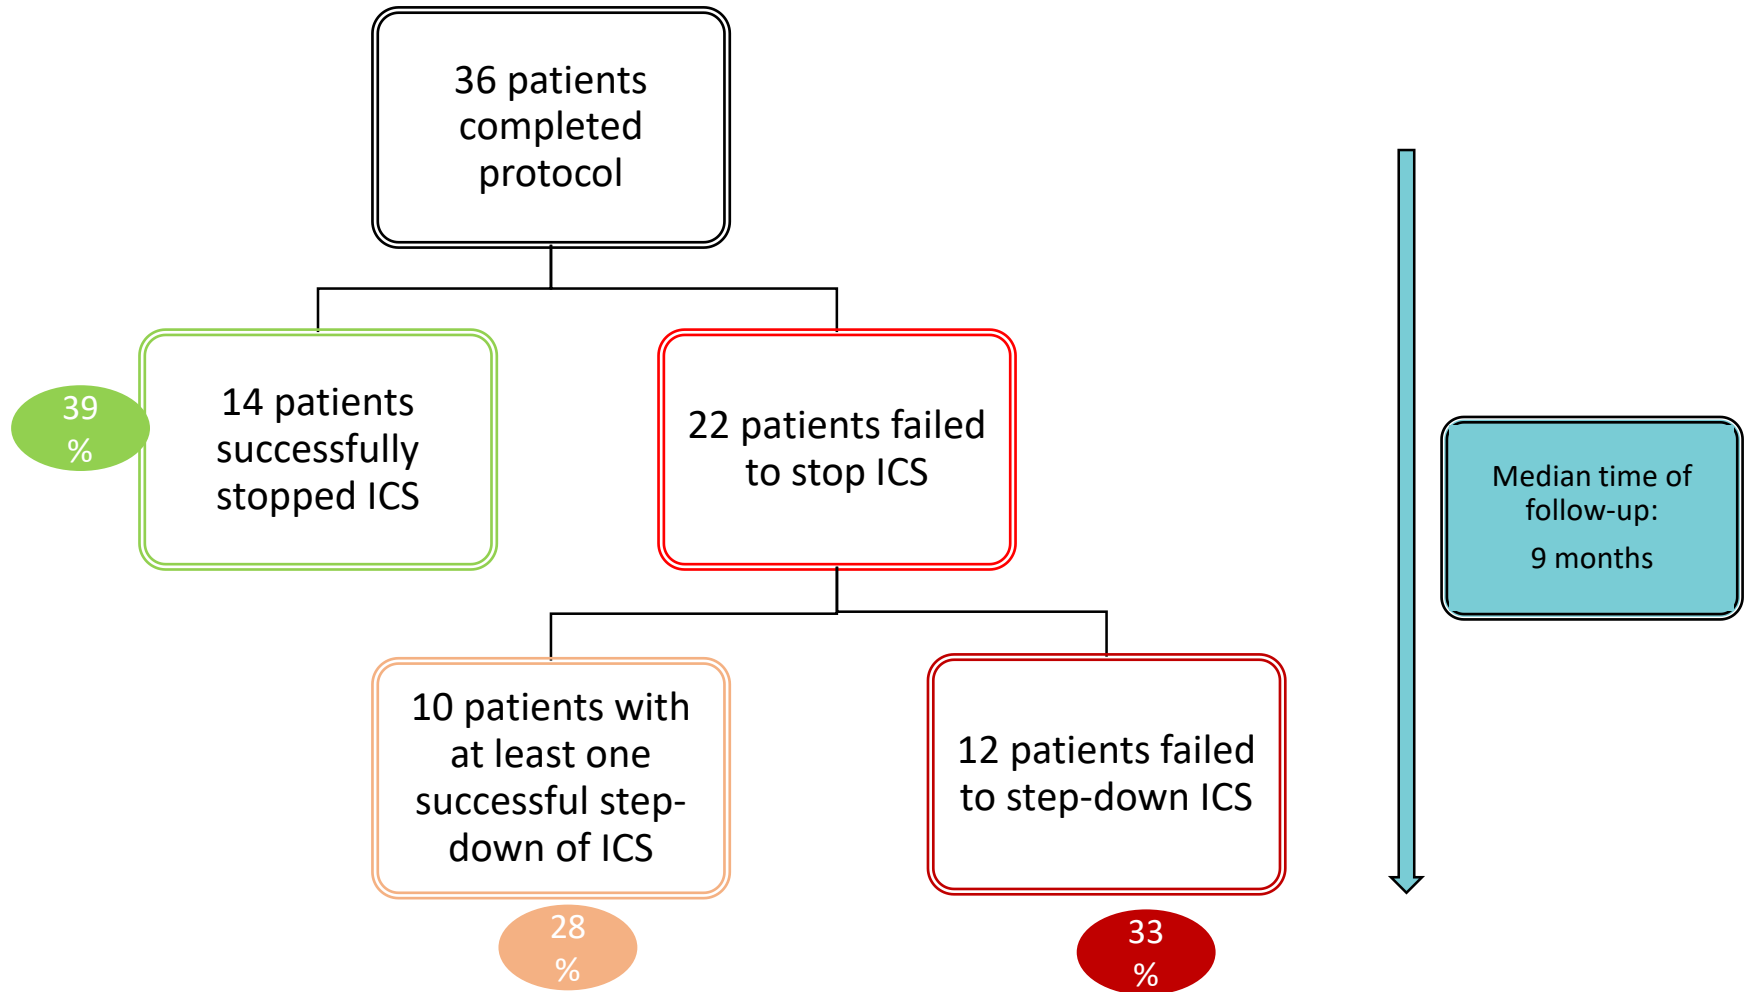 36 patients
completed
protocol
39
%
14 patients
successfully
stopped ICS
22 patients failed
to stop ICS
Median time of
follow-up:
9 months
10 patients with
at least one
successful step-
down of ICS
12 patients failed
to step-down ICS
28
%
33
%